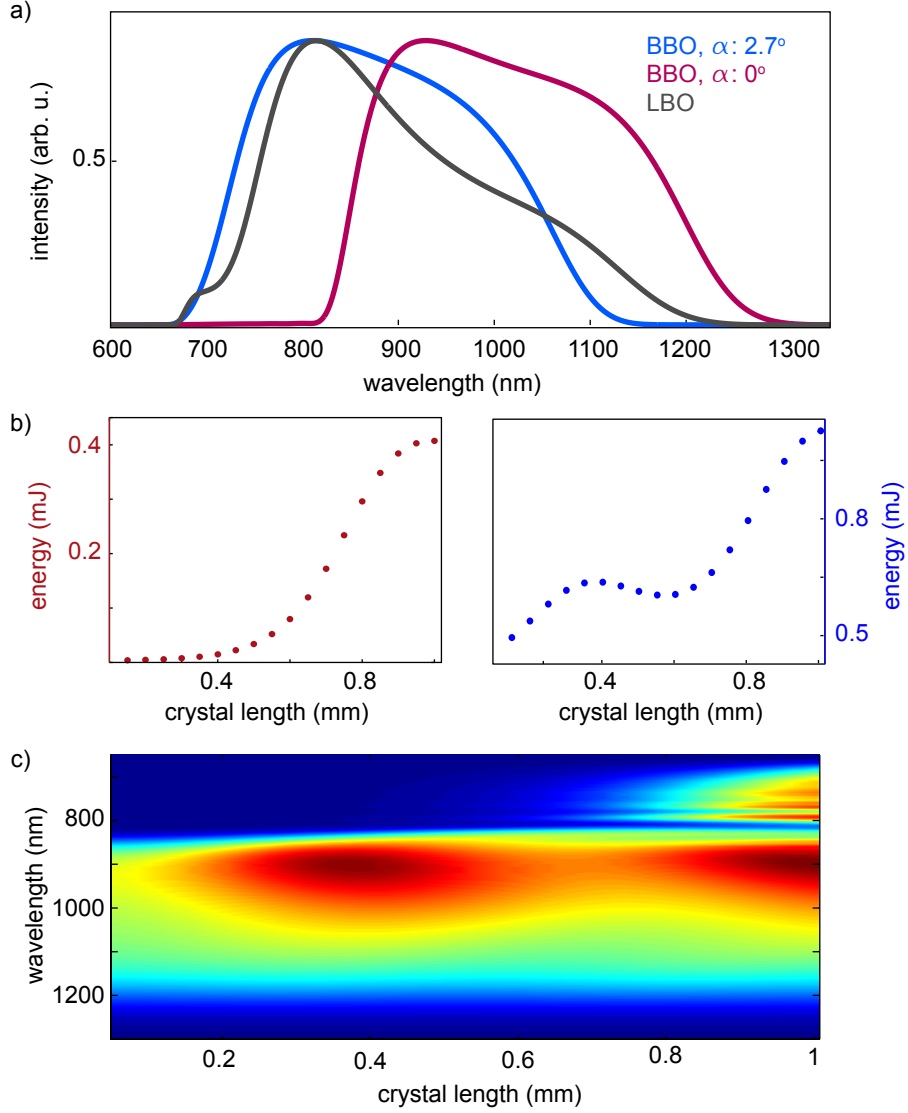 a)
BBO, α: 2.7º
BBO, α: 0º
LBO
intensity (arb. u.)
0.5
600 700 800 900 1000 1100 1200 1300
wavelength (nm)
b)
energy (mJ)
0.4
0.2
0.4 0.8
crystal length (mm)
0.8
0.5
energy (mJ)
0.4 0.8
crystal length (mm)
c)
wavelength (nm)
800
1000
1200
0.2 0.4 0.6 0.8 1
crystal length (mm)